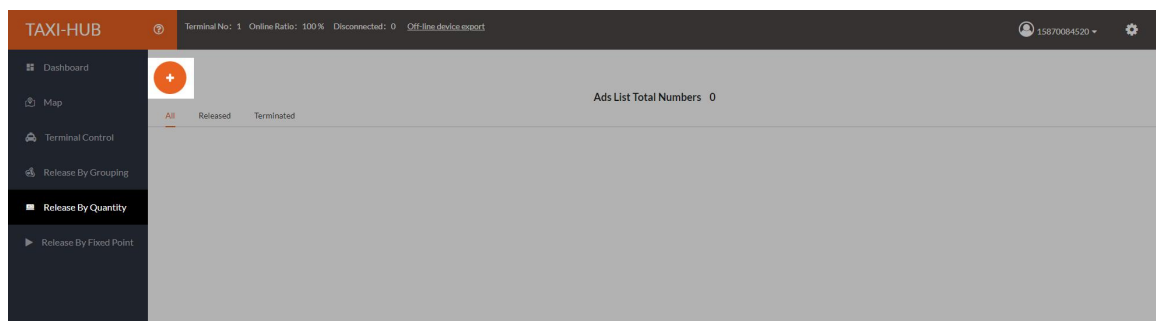 TAXI-HUB
Terminal No: 1 Online Ratio: 100% Disconnected: 0 Off-line device export
15870084520
Dashboard
Map
Terminal Control
Release By Grouping
Release By Quantity
Release By Fixed Point
Ads List Total Numbers 0
All Released Terminated